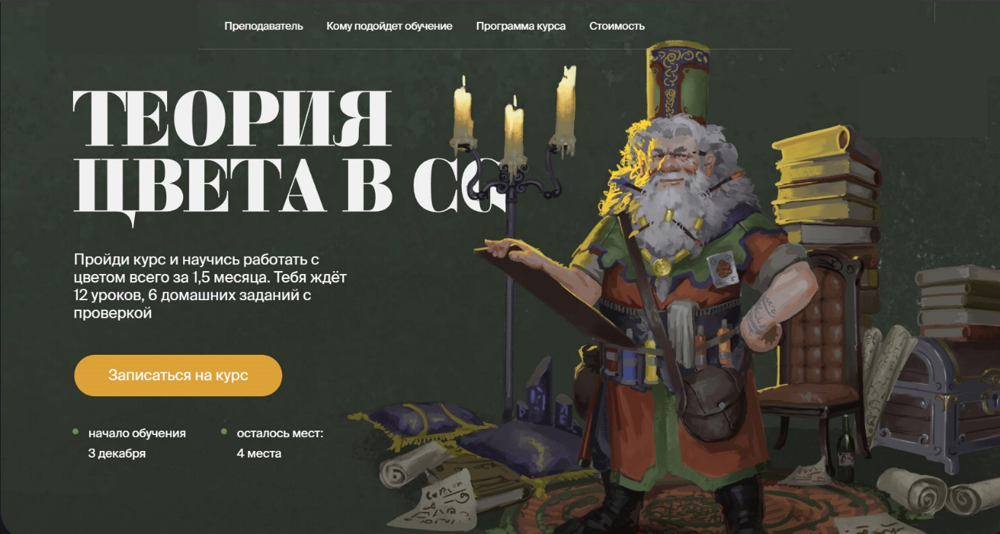 Преподаватель Кому подойдет обучение Программа курса Стоимость
ТЕОРИЯ
ЦВЕТА В CG
Пройди курс и научись работать с
цветом всего за 1,5 месяца. Тебя ждёт
12 уроков, 6 домашних заданий с
проверкой
Записаться на курс
начало обучения
3 декабря
осталось мест:
4 места